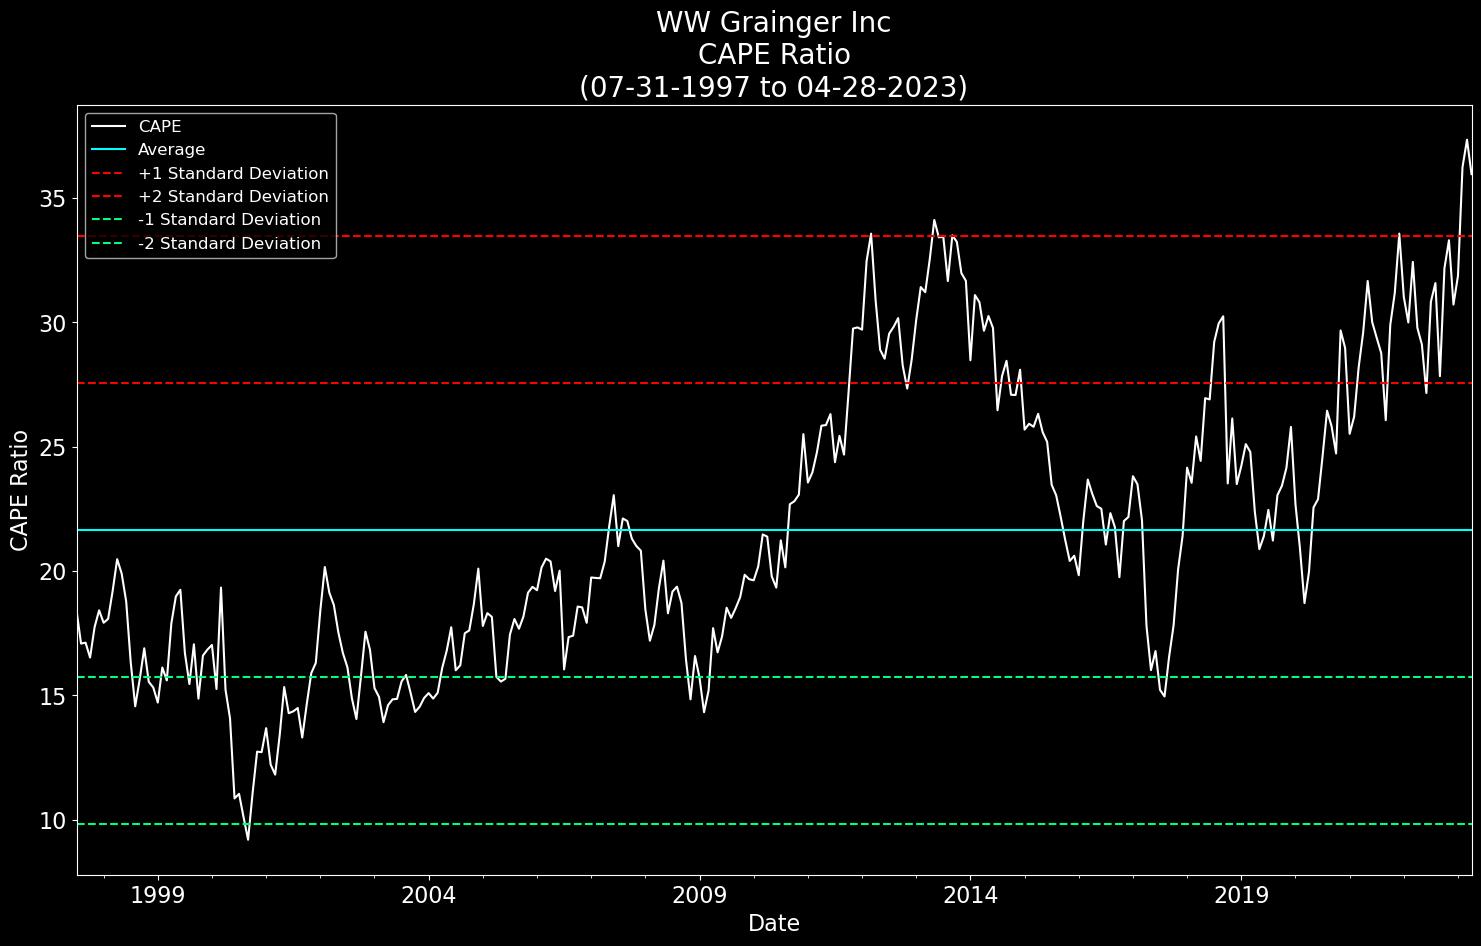 WW Grainger Inc
CAPE Ratio
(07-31-1997 to 04-28-2023)
CAPE
Average
+1 Standard Deviation
+2 Standard Deviation
-1 Standard Deviation
-2 Standard Deviation
35
30
25
20
15
10
CAPE Ratio
1999 2004 2009 2014 2019
Date